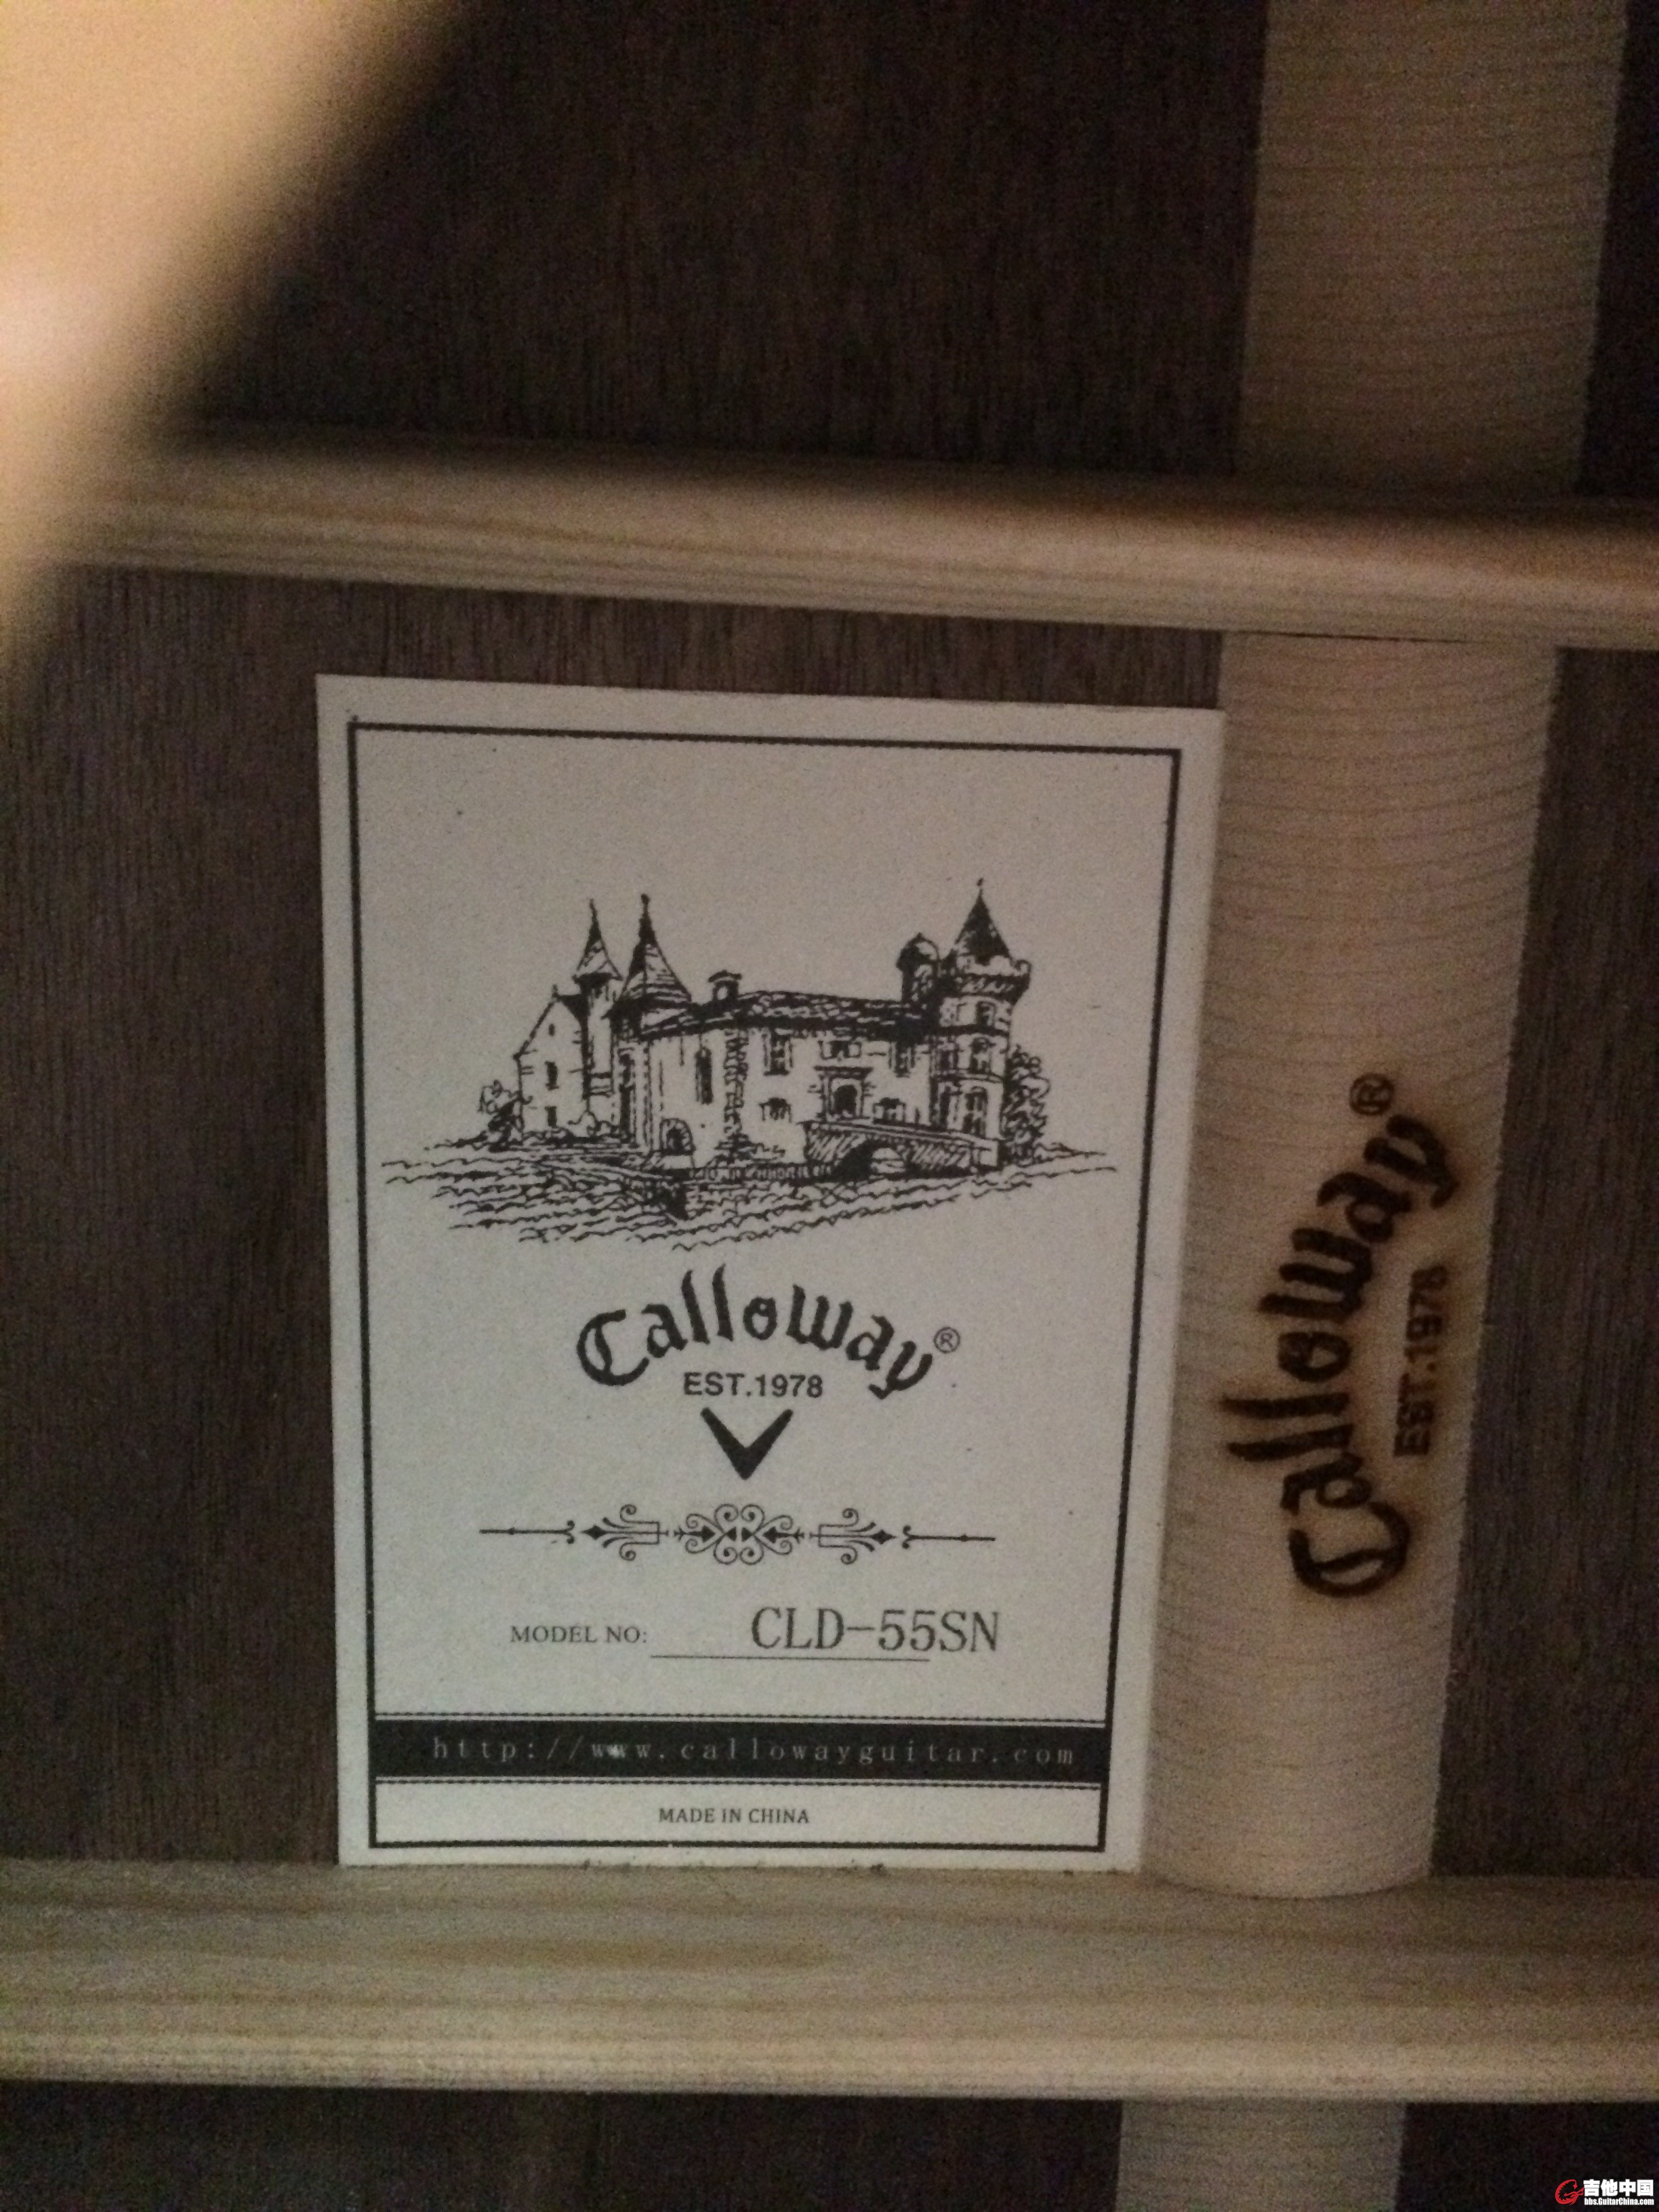 Calloway®
EST.1978
MODEL NO: CLD-55SN
http://www.callowayguitar.com
MADE IN CHINA
Calloway®
EST.1978
吉他中国
bbs.GuitarChina.com